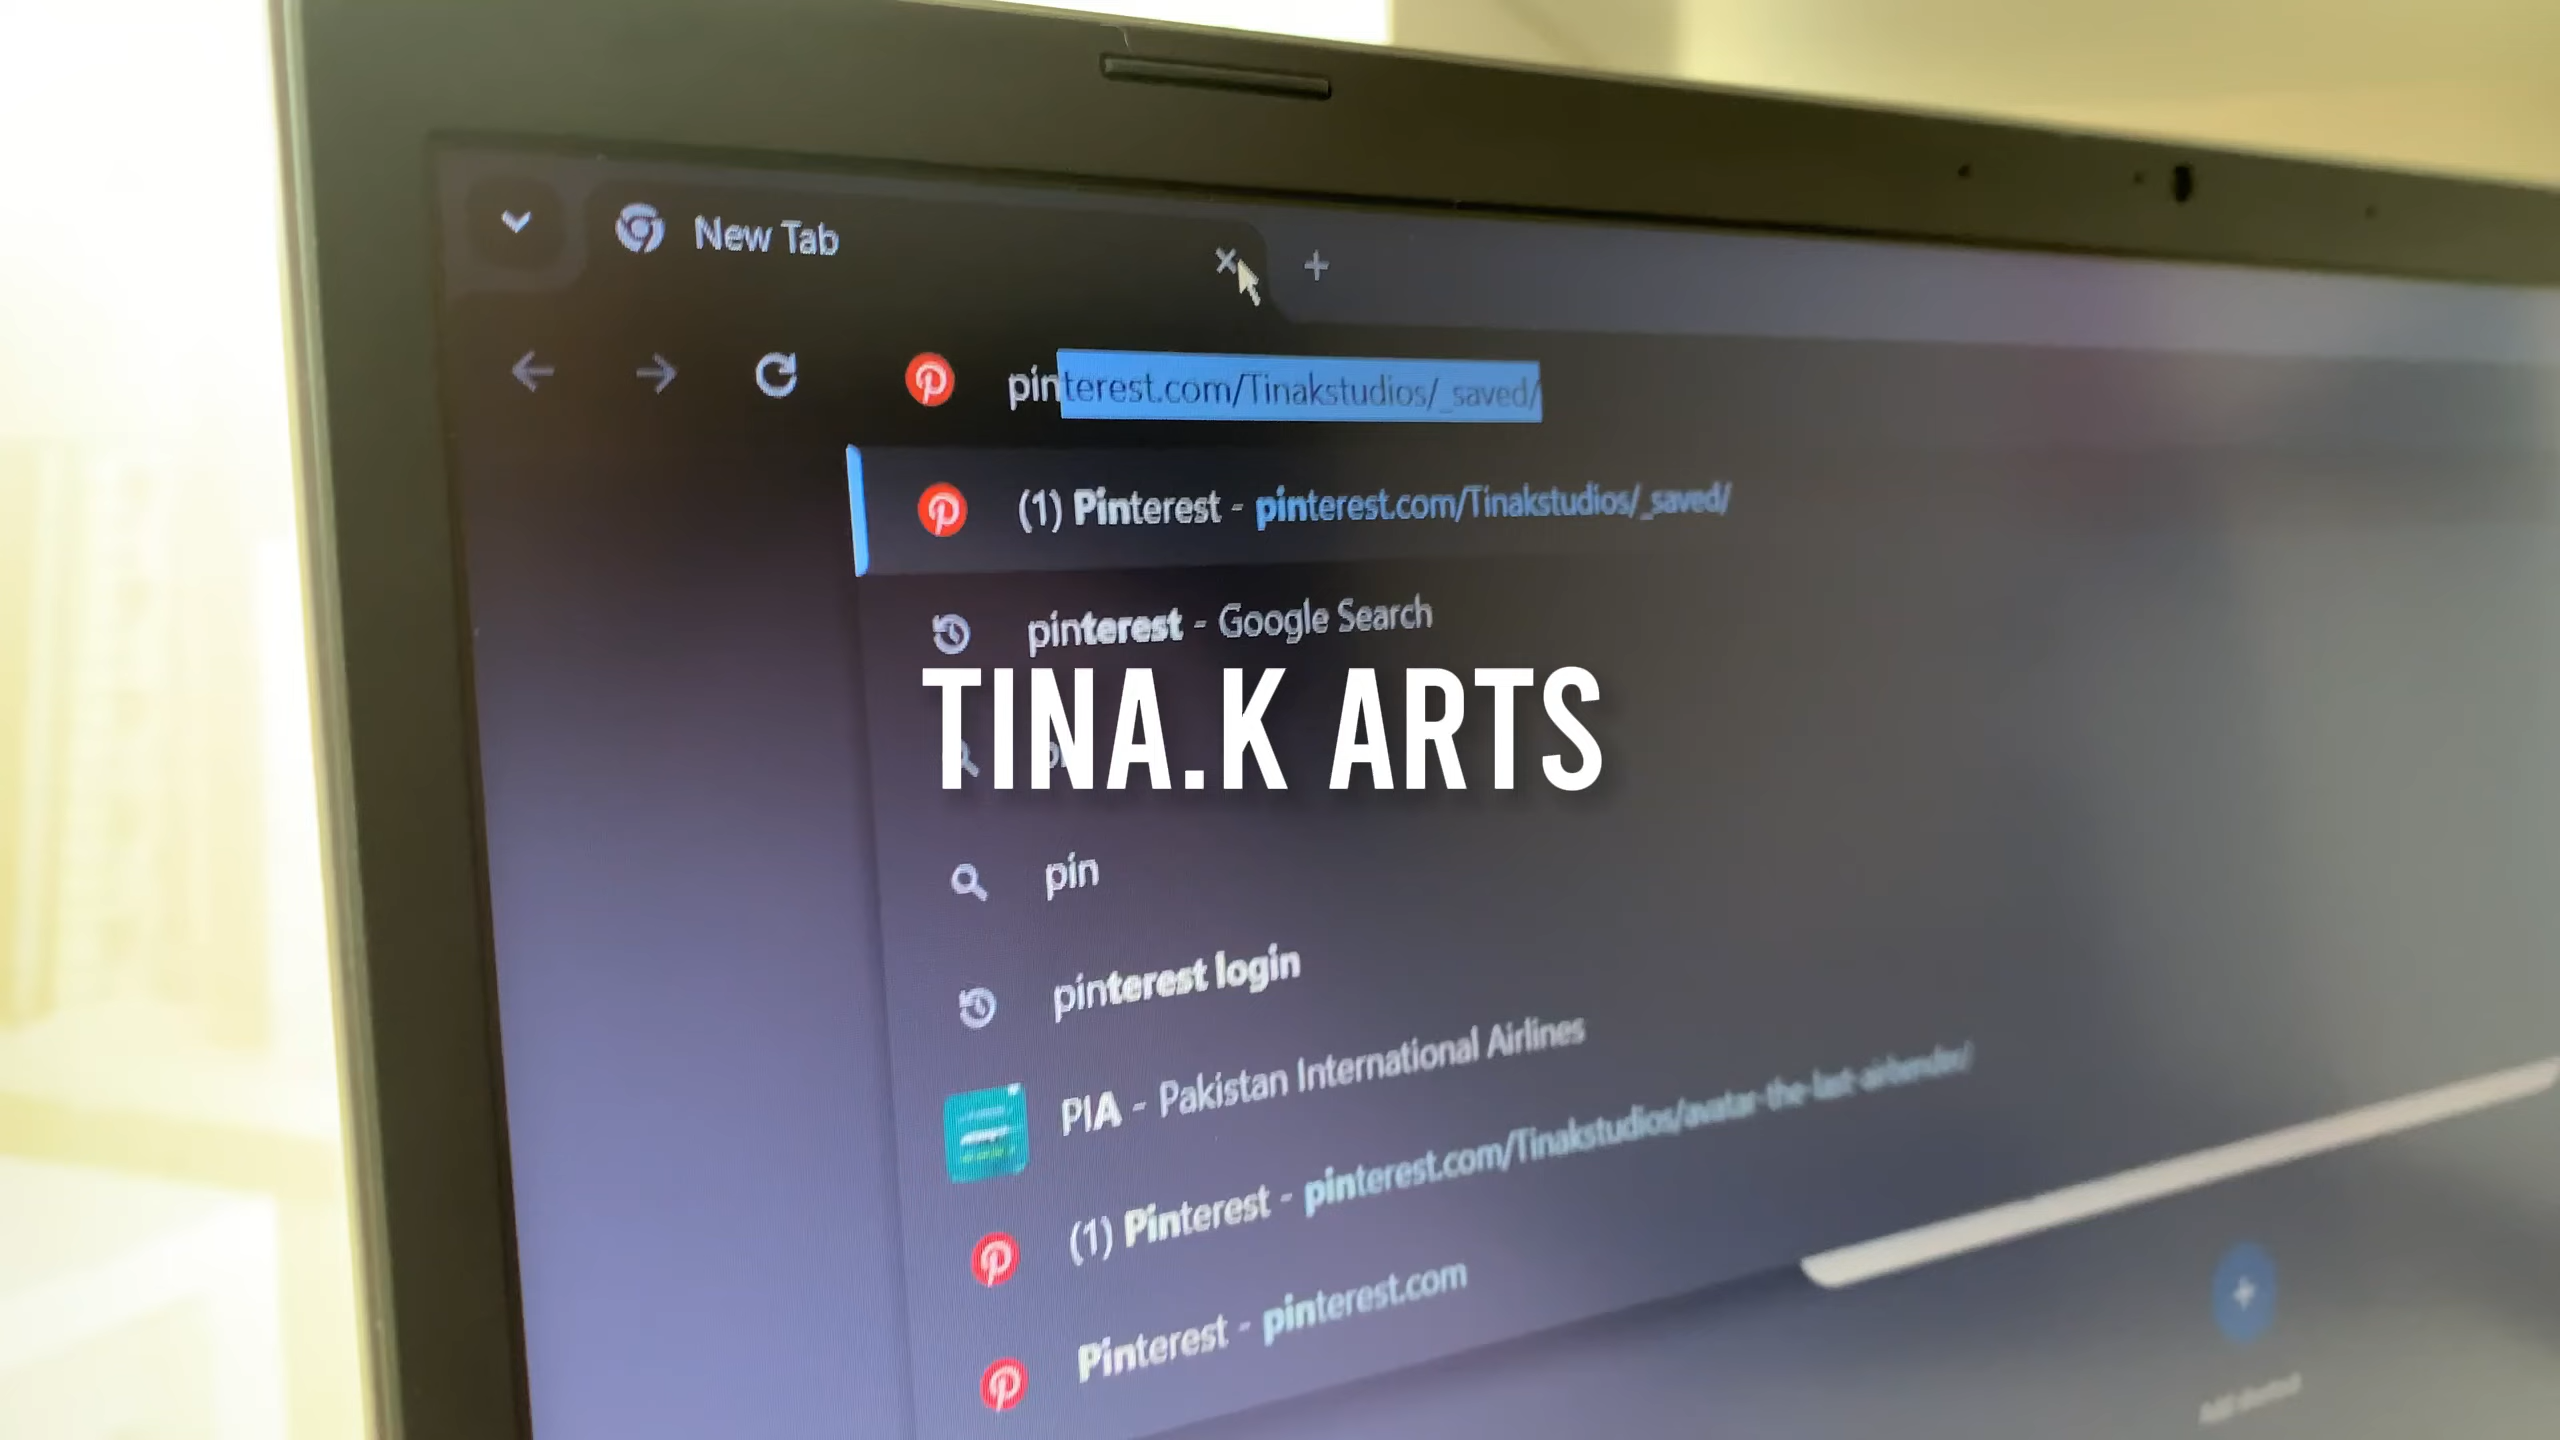 New Tab
pinterest.com/Tinakstudios/_saved/
(1) Pinterest - pinterest.com/Tinakstudios/_saved/
pinterest - Google Search
TINA.K ARTS
pin
pinterest login
PIA - Pakistan International Airlines
(1) Pinterest - pinterest.com/Tinakstudios/avatar-the-last-airbender/
Pinterest - pinterest.com